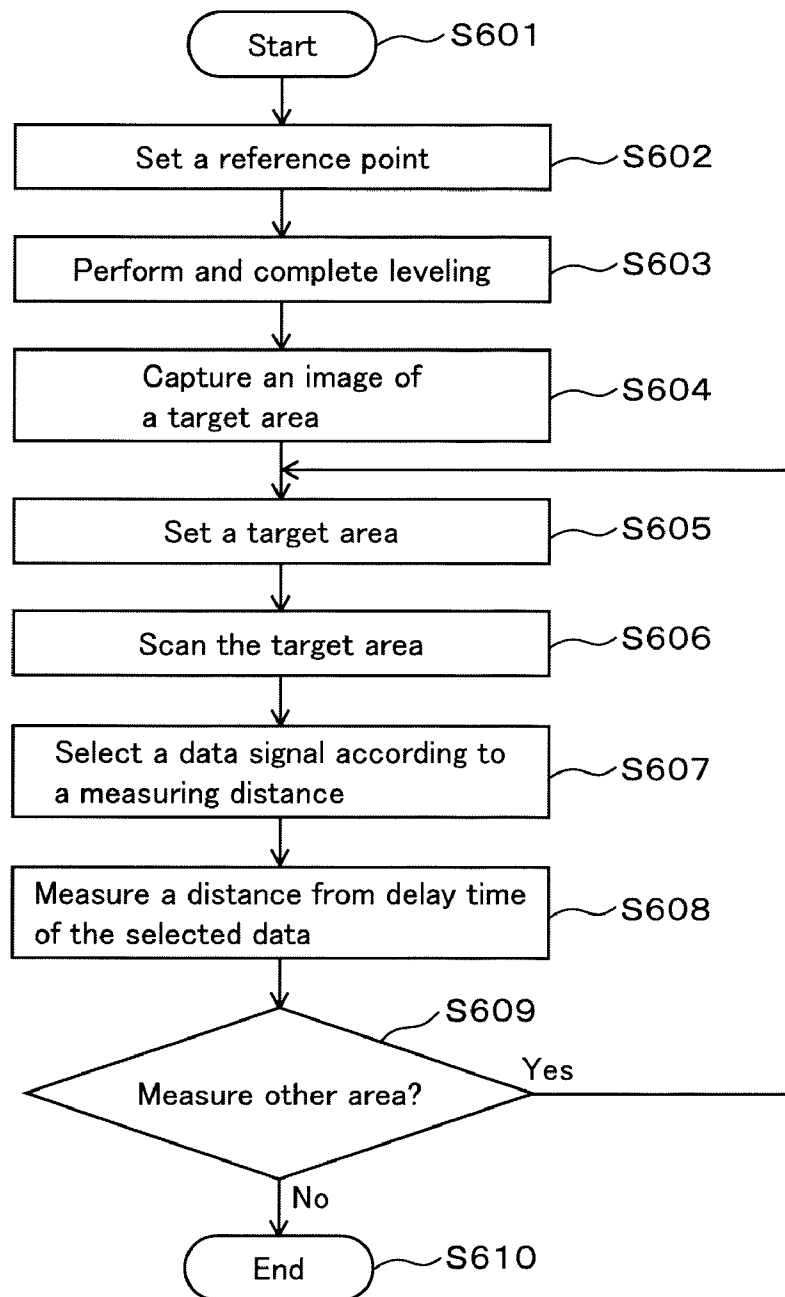 Start
S601
Set a reference point
S602
Perform and complete leveling
S603
Capture an image of
a target area
S604
Set a target area
S605
Scan the target area
S606
Select a data signal according to
a measuring distance
S607
Measure a distance from delay time
of the selected data
S608
S609
Measure other area?
Yes
No
End
S610